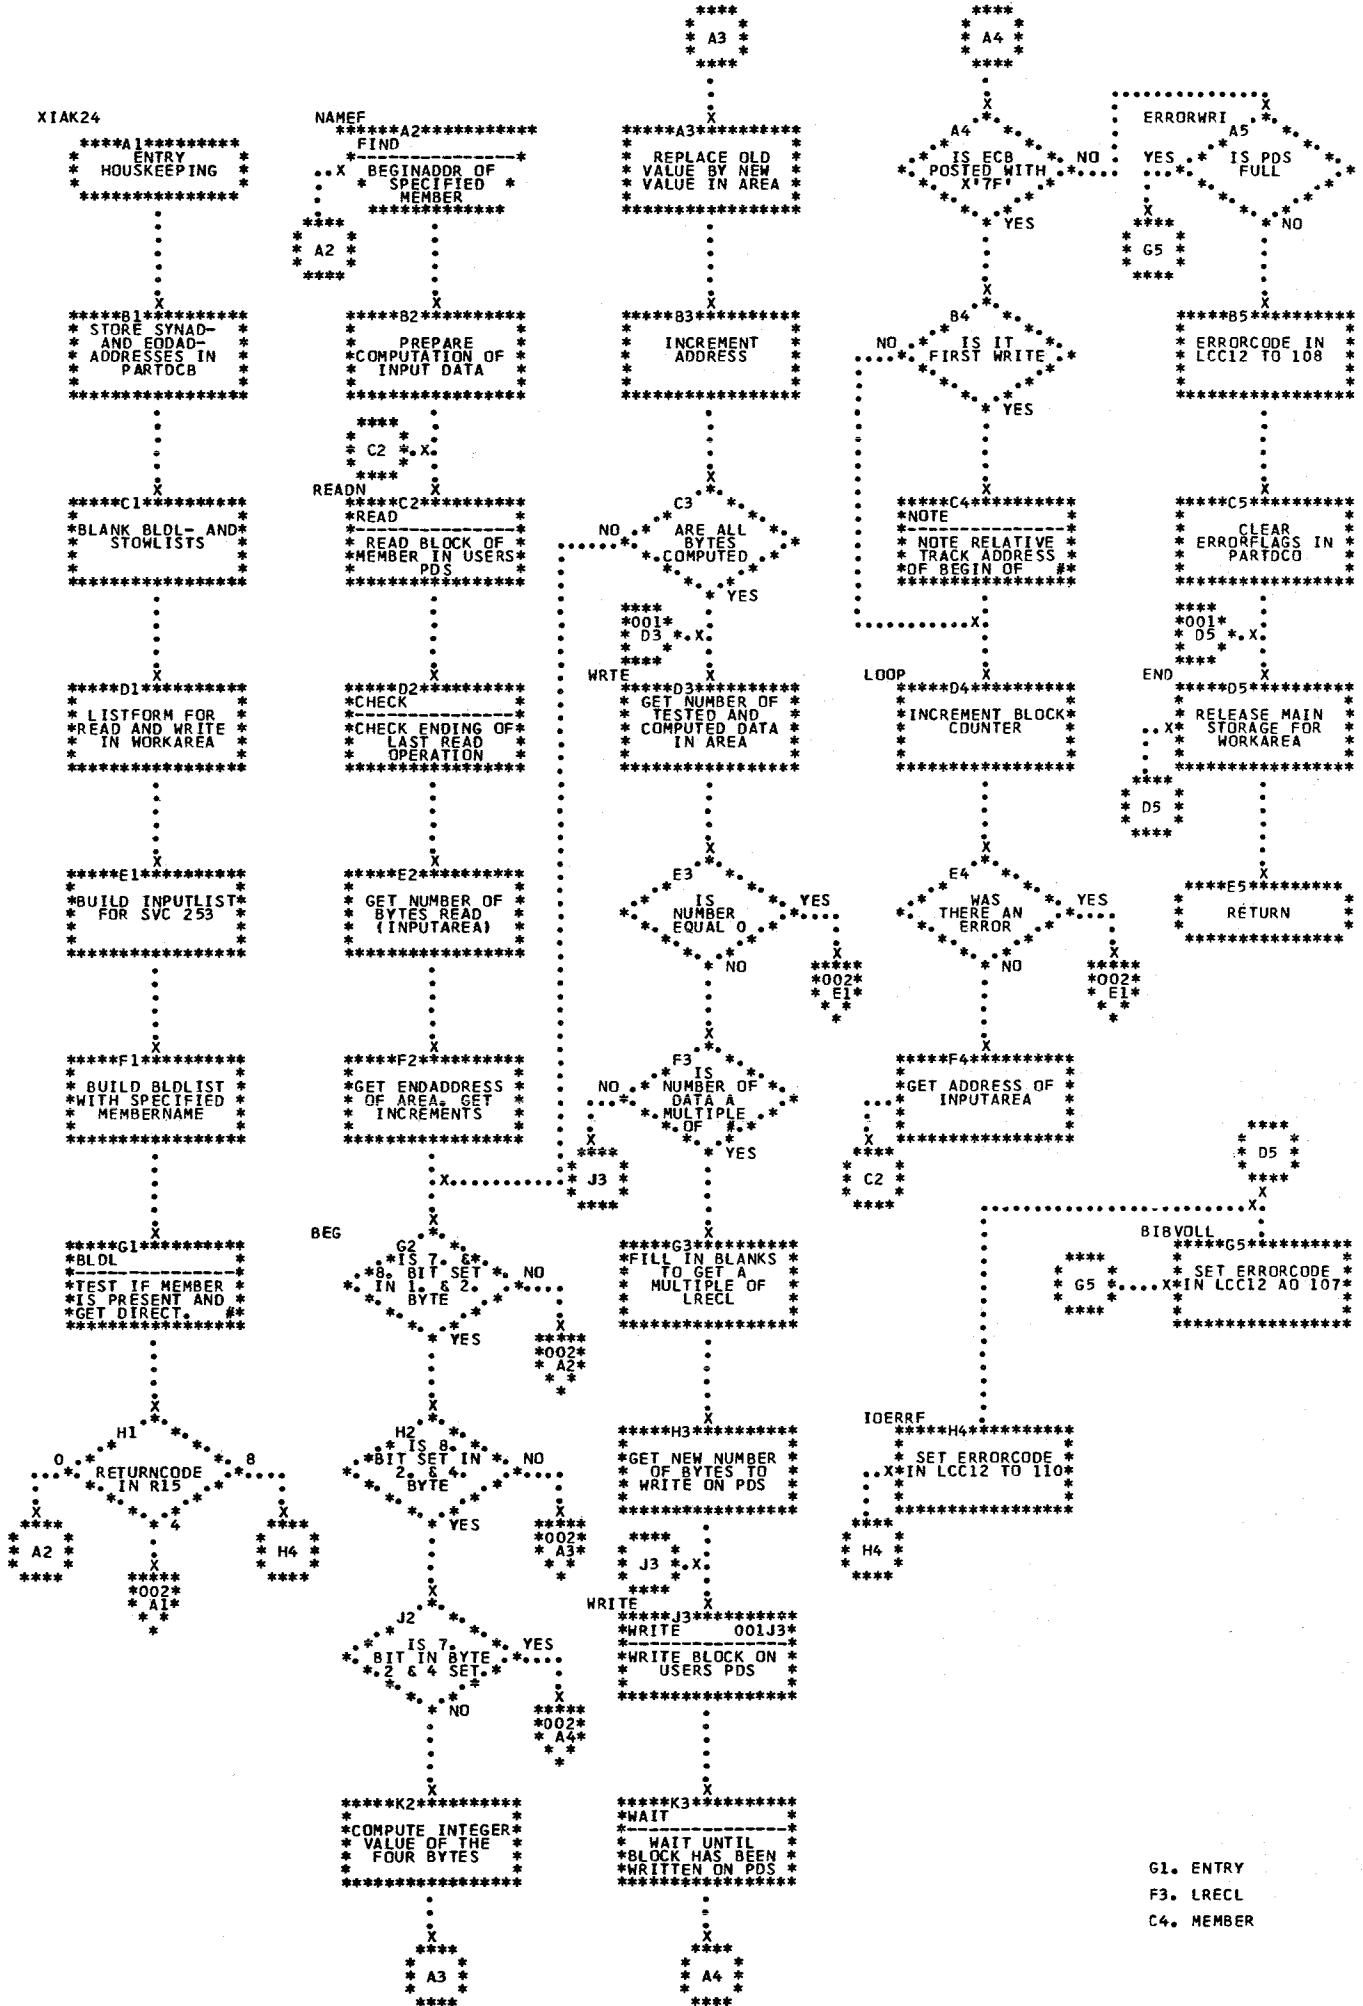 XIAK24
A1
ENTRY
HOUSKEEPING
B1
STORE SYNAD-
AND EODAD-
ADDRESSES IN
PARTDCB
C1
BLANK BLDL- AND
STOWLISTS
D1
LISTFORM FOR
READ AND WRITE
IN WORKAREA
E1
BUILD INPUTLIST
FOR SVC 253
F1
BUILD BLDLIST
WITH SPECIFIED
MEMBERNAME
G1
BLDL
TEST IF MEMBER
IS PRESENT AND
GET DIRECT. #
H1
RETURNCODE
IN R15
0
8
4
A2
H4
002
A1
NAMEF
A2
FIND
BEGINADDR OF
SPECIFIED
MEMBER
A2
B2
PREPARE
COMPUTATION OF
INPUT DATA
C2
READN
C2
READ
READ BLOCK OF
MEMBER IN USERS
PDS
D2
CHECK
CHECK ENDING OF
LAST READ
OPERATION
E2
GET NUMBER OF
BYTES READ
(INPUTAREA)
F2
GET ENDADDRESS
OF AREA. GET
INCREMENTS
BEG
G2
IS 7. &
8. BIT SET
IN 1. & 2.
BYTE
NO
YES
002
A2
H2
IS 8.
BIT SET IN
2. & 4.
BYTE
NO
YES
002
A3
J2
IS 7.
BIT IN BYTE
2 & 4 SET.
YES
NO
002
A4
K2
COMPUTE INTEGER
VALUE OF THE
FOUR BYTES
A3
A3
A3
REPLACE OLD
VALUE BY NEW
VALUE IN AREA
B3
INCREMENT
ADDRESS
C3
ARE ALL
BYTES
COMPUTED
NO
YES
001
D3
WRTE
D3
GET NUMBER OF
TESTED AND
COMPUTED DATA
IN AREA
E3
IS
NUMBER
EQUAL 0
YES
NO
002
E1
F3
IS
NUMBER OF
DATA A
MULTIPLE
OF #.
NO
YES
J3
G3
FILL IN BLANKS
TO GET A
MULTIPLE OF
LRECL
H3
GET NEW NUMBER
OF BYTES TO
WRITE ON PDS
J3
WRITE
J3
WRITE 001J3
WRITE BLOCK ON
USERS PDS
K3
WAIT
WAIT UNTIL
BLOCK HAS BEEN
WRITTEN ON PDS
A4
A4
A4
IS ECB
POSTED WITH
X'7F'
NO
YES
B4
IS IT
FIRST WRITE
NO
YES
C4
NOTE
NOTE RELATIVE
TRACK ADDRESS
OF BEGIN OF #
LOOP
D4
INCREMENT BLOCK
COUNTER
E4
WAS
THERE AN
ERROR
YES
NO
002
E1
F4
GET ADDRESS OF
INPUTAREA
C2
IOERRF
H4
SET ERRORCODE
IN LCC12 TO 110
H4
ERRORWRI
A5
IS PDS
FULL
YES
NO
G5
B5
ERRORCODE IN
LCC12 TO 108
C5
CLEAR
ERRORFLAGS IN
PARTDCO
001
D5
END
D5
RELEASE MAIN
STORAGE FOR
WORKAREA
D5
E5
RETURN
D5
BIBVOLL
G5
SET ERRORCODE
IN LCC12 AO 107
G5
G1. ENTRY
F3. LRECL
C4. MEMBER